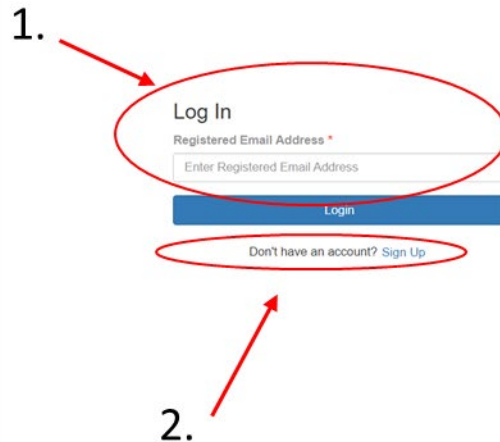 1.
Log In
Registered Email Address *
Enter Registered Email Address
Login
Don't have an account? Sign Up
2.